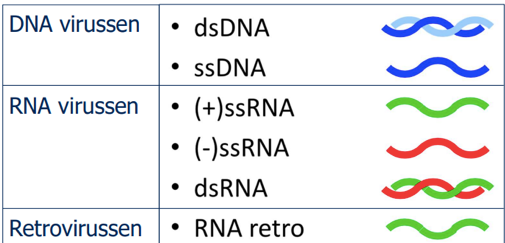 DNA virussen
• dsDNA
• ssDNA
RNA virussen
• (+)ssRNA
• (-)ssRNA
• dsRNA
Retrovirussen
• RNA retro